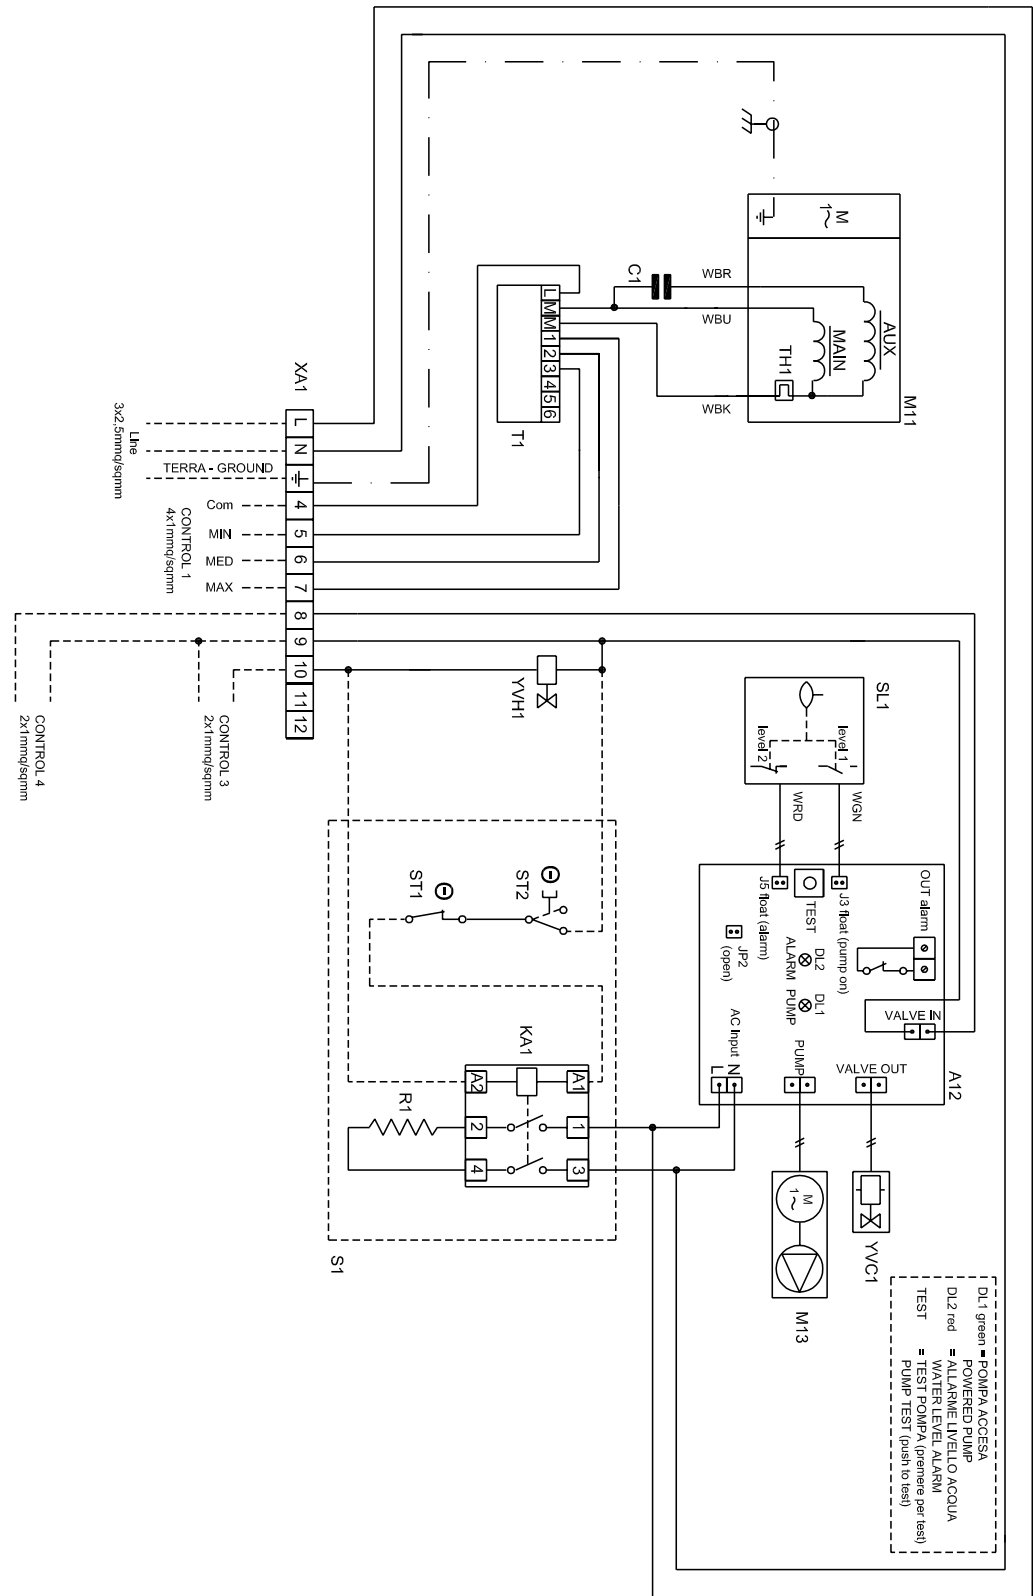 M
1~
M11
AUX
MAIN
TH1
WBR
WBU
WBK
C1
L
M
M
1
2
3
4
5
6
T1
XA1
L
N
4
5
6
7
8
9
10
11
12
Line
3x2,5mmq/sqmm
TERRA - GROUND
Com
MIN
MED
MAX
CONTROL 1
4x1mmq/sqmm
CONTROL 3
2x1mmq/sqmm
CONTROL 4
2x1mmq/sqmm
YVH1
SL1
level 1
level 2
WGN
WRD
A12
OUT alarm
J3 float (pump on)
TEST
J5 float (alarm)
DL2
ALARM
DL1
PUMP
JP2
(open)
VALVE IN
VALVE OUT
PUMP
AC Input
N
L
ST1
ST2
KA1
A1
A2
1
2
3
4
R1
S1
YVC1
M
1~
M13
DL1 green = POMPA ACCESA
POWERED PUMP
DL2 red = ALLARME LIVELLO ACQUA
WATER LEVEL ALARM
TEST = TEST POMPA (premere per test)
PUMP TEST (push to test)